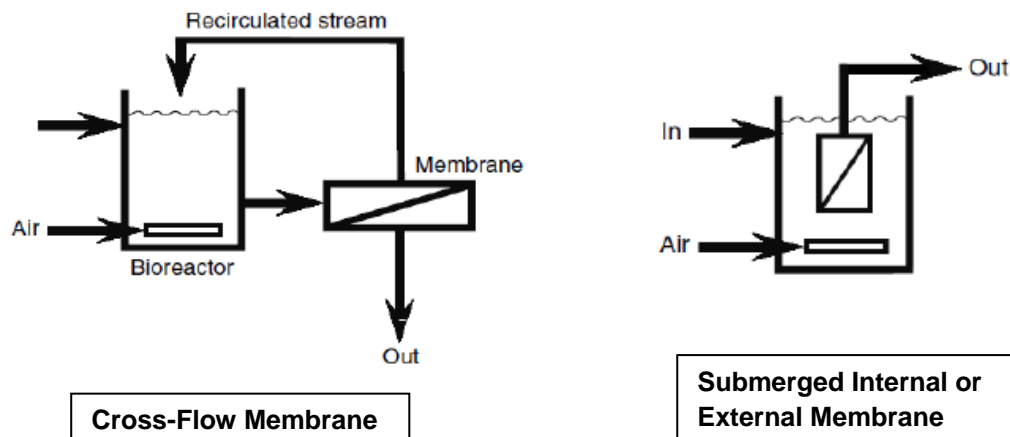 Recirculated stream
Membrane
Air
Bioreactor
Out
Cross-Flow Membrane
Out
In
Air
Submerged Internal or
External Membrane